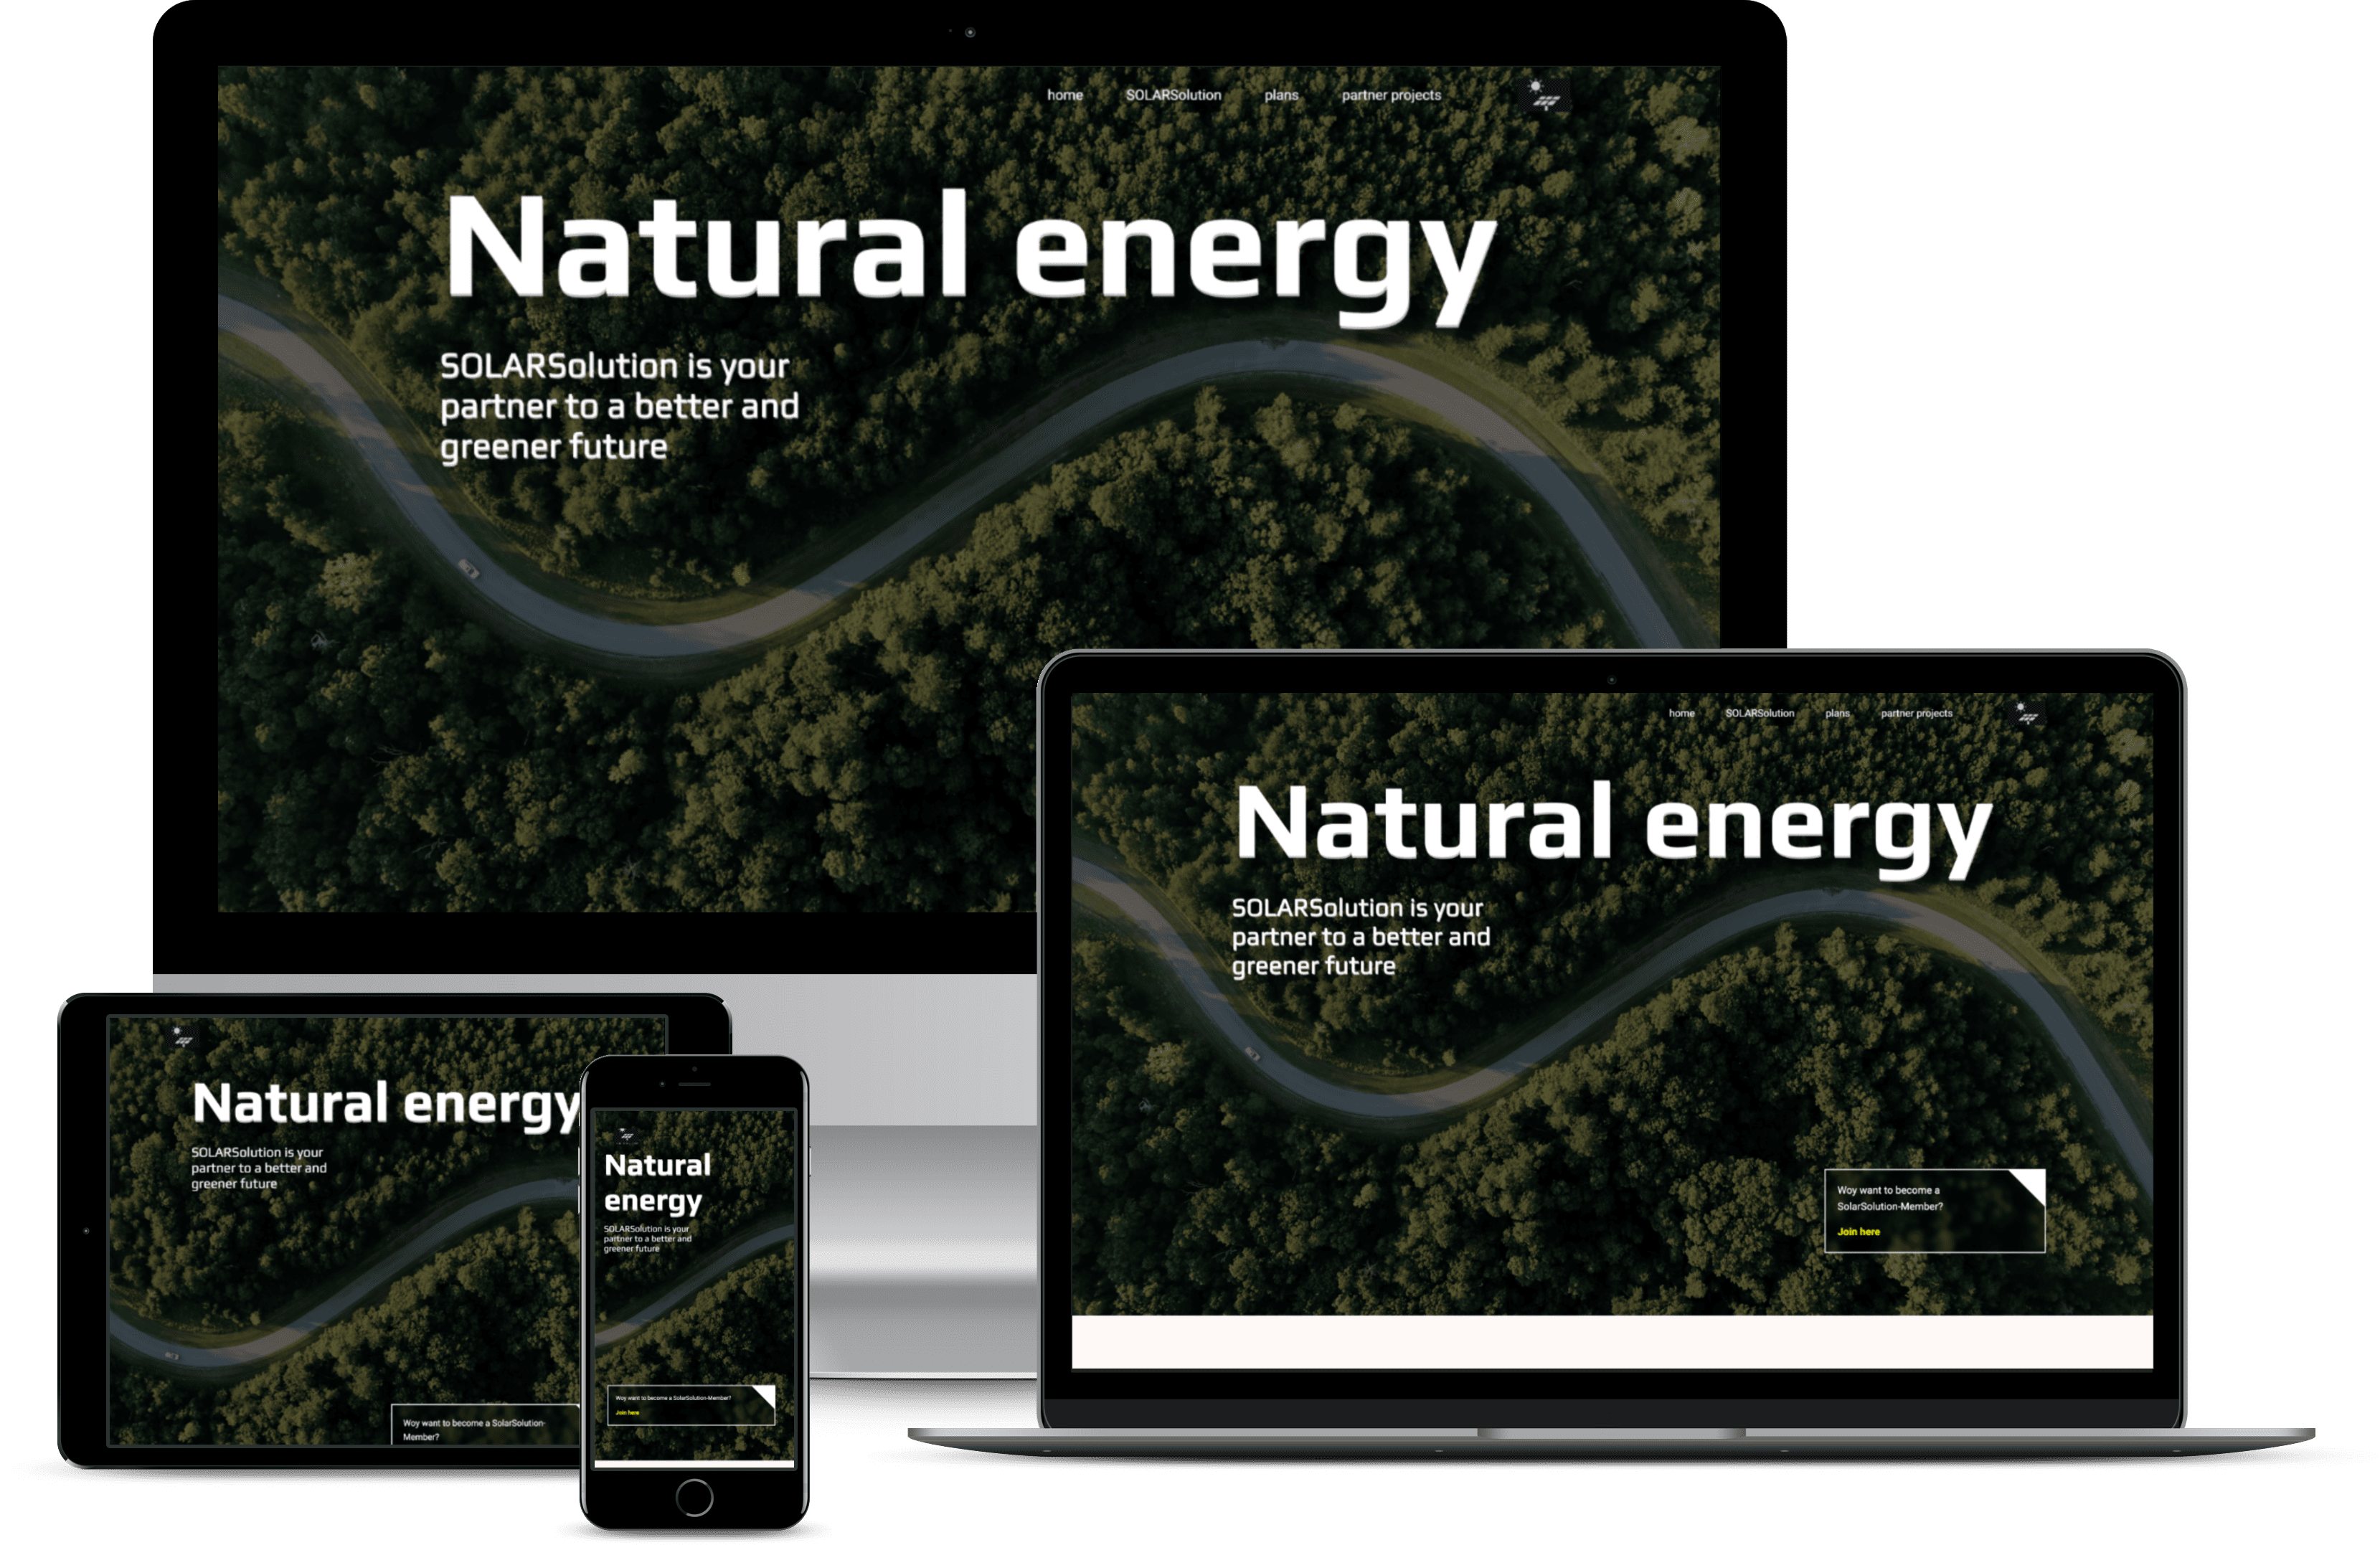 home SOLARSolution plans partner projects
Natural energy
SOLARSolution is your
partner to a better and
greener future
home SOLARSolution plans partner projects
Natural energy
SOLARSolution is your
partner to a better and
greener future
Woy want to become a
SolarSolution-Member?
Join here
Natural energy
SOLARSolution is your
partner to a better and
greener future
Woy want to become a SolarSolution-
Member?
Natural
energy
SOLARSolution is your
partner to a better and
greener future
Woy want to become a SolarSolution-Member?
Join here